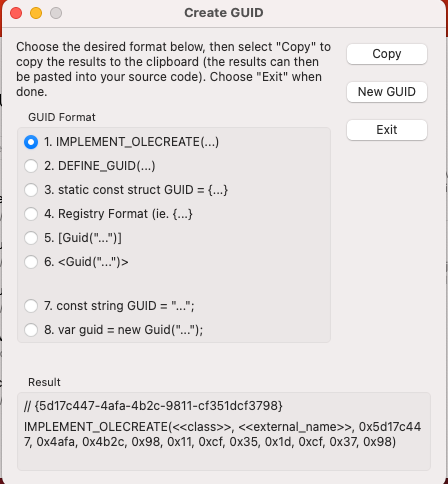 Create GUID
Choose the desired format below, then select "Copy" to
copy the results to the clipboard (the results can then
be pasted into your source code). Choose "Exit" when
done.
Copy
New GUID
Exit
GUID Format
1. IMPLEMENT_OLECREATE(...)
2. DEFINE_GUID(...)
3. static const struct GUID = {...}
4. Registry Format (ie. {...}
5. [Guid("...")]
6. <Guid("...")>
7. const string GUID = "...";
8. var guid = new Guid("...");
Result
// {5d17c447-4afa-4b2c-9811-cf351dcf3798}
IMPLEMENT_OLECREATE(<<class>>, <<external_name>>, 0x5d17c44
7, 0x4afa, 0x4b2c, 0x98, 0x11, 0xcf, 0x35, 0x1d, 0xcf, 0x37, 0x98)